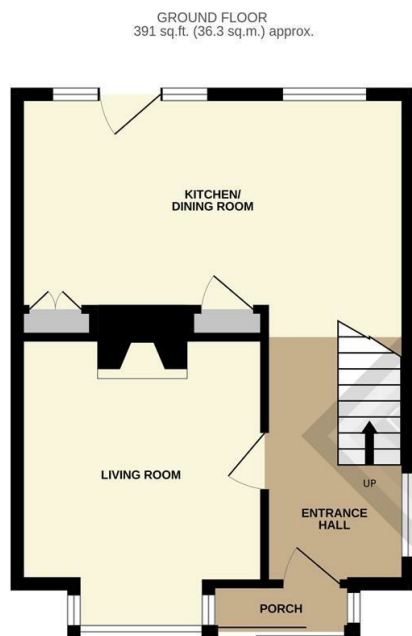 GROUND FLOOR
391 sq.ft. (36.3 sq.m.) approx.
KITCHEN/
DINING ROOM
LIVING ROOM
UP
ENTRANCE
HALL
PORCH